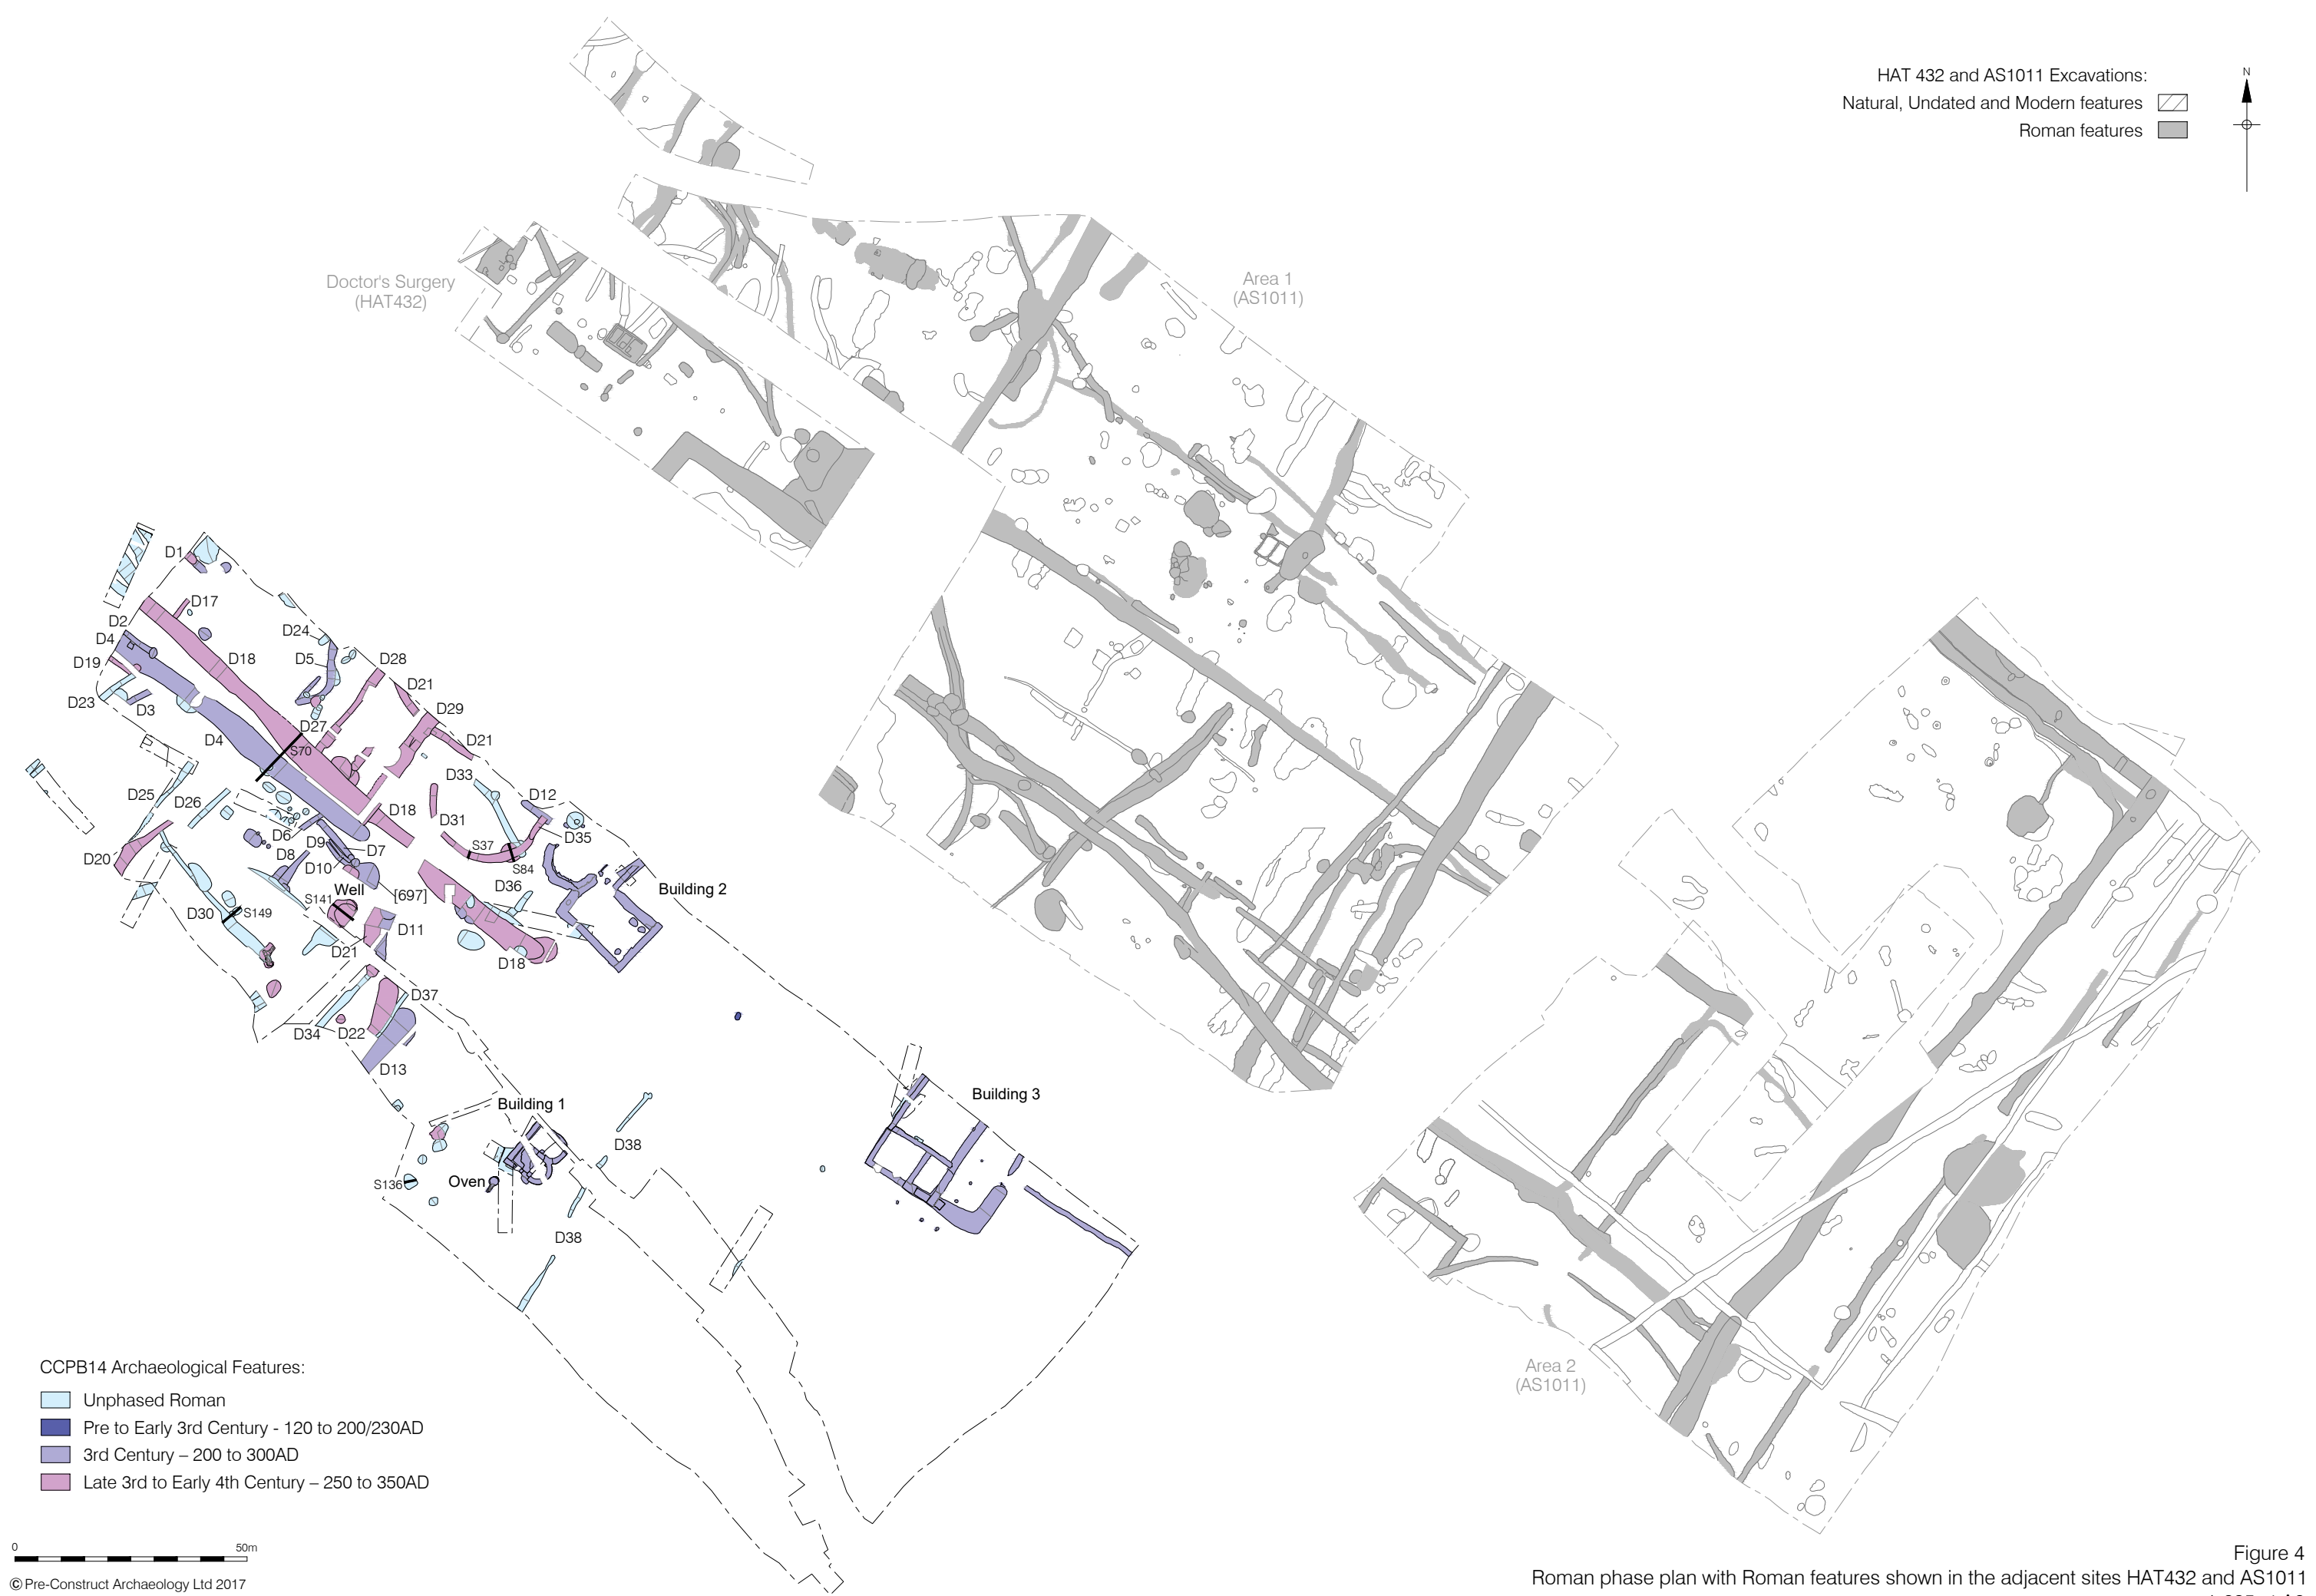 HAT 432 and AS1011 Excavations:
Natural, Undated and Modern features
Roman features
N
Doctor's Surgery
(HAT432)
Area 1
(AS1011)
D1
D17
D2
D4
D24
D19
D18
D5
D28
D21
D23
D3
D29
D27
D4
S70
D21
D33
D25
D26
D12
D18
D31
D6
D35
D9
D7
S37
D20
D8
D10
S84
Well
[697]
D36
Building 2
S141
D30
S149
D11
D21
D18
D37
D34
D22
D13
Building 3
Building 1
D38
Oven
S136
D38
Area 2
(AS1011)
CCPB14 Archaeological Features:
Unphased Roman
Pre to Early 3rd Century - 120 to 200/230AD
3rd Century – 200 to 300AD
Late 3rd to Early 4th Century – 250 to 350AD
0 50m
© Pre-Construct Archaeology Ltd 2017
Figure 4
Roman phase plan with Roman features shown in the adjacent sites HAT432 and AS1011